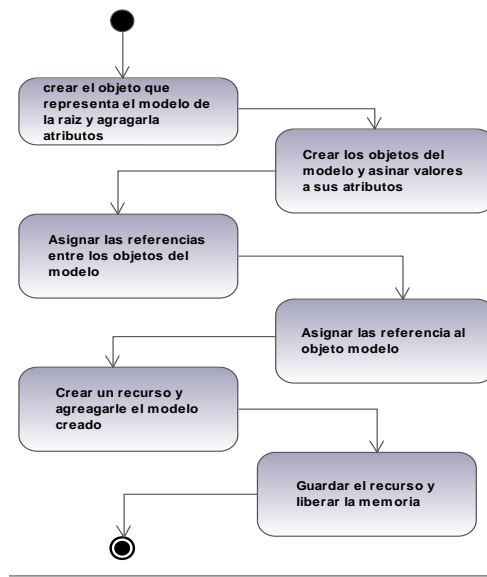 crear el objeto que
representa el modelo de
la raiz y agragarla
atributos
Crear los objetos del
modelo y asinar valores
a sus atributos
Asignar las referencias
entre los objetos del
modelo
Asignar las referencia al
objeto modelo
Crear un recurso y
agreagarle el modelo
creado
Guardar el recurso y
liberar la memoria